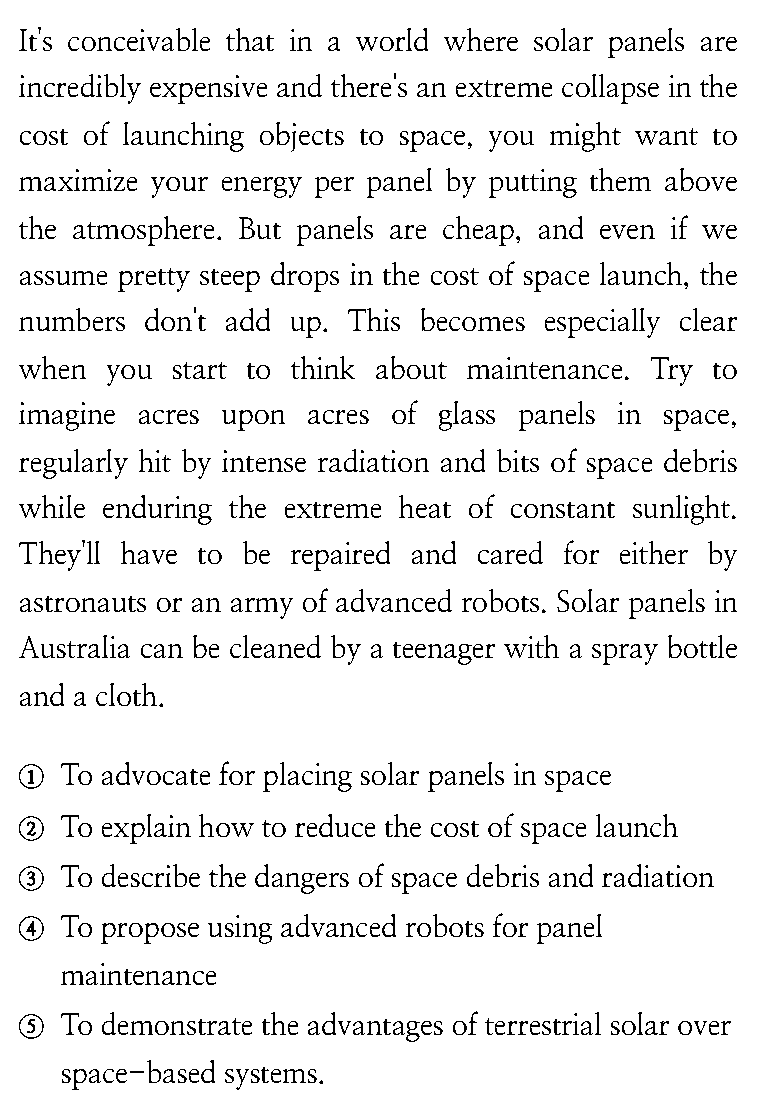 It's conceivable that in a world where solar panels are
incredibly expensive and there's an extreme collapse in the
cost of launching objects to space, you might want to
maximize your energy per panel by putting them above
the atmosphere. But panels are cheap, and even if we
assume pretty steep drops in the cost of space launch, the
numbers don't add up. This becomes especially clear
when you start to think about maintenance. Try to
imagine acres upon acres of glass panels in space,
regularly hit by intense radiation and bits of space debris
while enduring the extreme heat of constant sunlight.
They'll have to be repaired and cared for either by
astronauts or an army of advanced robots. Solar panels in
Australia can be cleaned by a teenager with a spray bottle
and a cloth.
① To advocate for placing solar panels in space
② To explain how to reduce the cost of space launch
③ To describe the dangers of space debris and radiation
④ To propose using advanced robots for panel
maintenance
⑤ To demonstrate the advantages of terrestrial solar over
space-based systems.